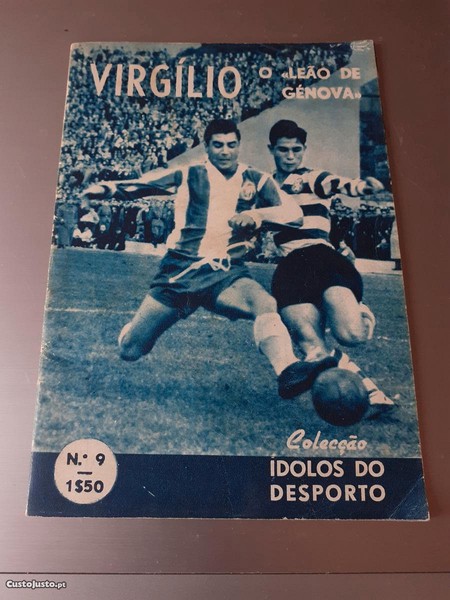 VIRGÍLIO
O «LEÃO DE
GÉNOVA»
Colecção
ÍDOLOS DO
DESPORTO
N.º 9
1$50
CustoJusto.pt